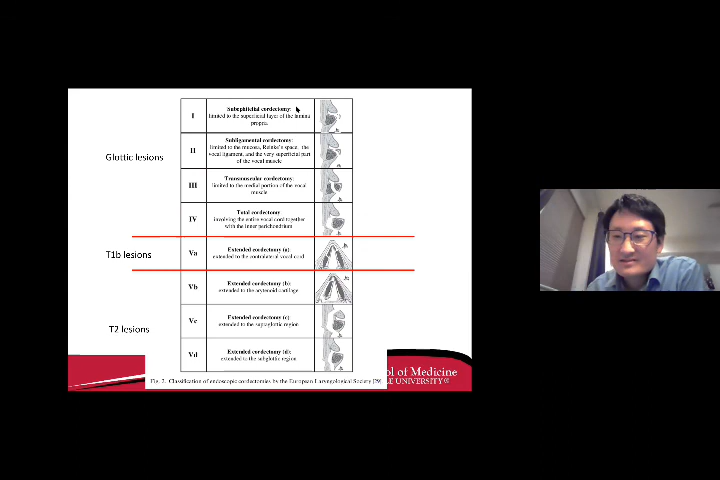 I
Subephitelial cordectomy:
limited to the superficial layer of the lamina
propria
Glottic lesions
II
Subligamental cordectomy:
limited to the mucosa, Reinke's space, the
vocal ligament, and the very superficial part
of the vocal muscle
III
Transmuscular cordectomy:
limited to the medial portion of the vocal
muscle
IV
Total cordectomy
involving the entire vocal cord together
with the inner parichondrium
T1b lesions
Va
Extended cordectomy (a)
extended to the contralateral vocal cord
Vb
Extended cordectomy (b):
extended to the arytenoid cartilage
T2 lesions
Vc
Extended cordectomy (c)
extended to the supraglottic region
Vd
Extended cordectomy (d):
extended to the subglottic region
ol of Medicine
LE UNIVERSITY
Fig. 2. Classification of endoscopic cordectomies by the European Laryngological Society [29]